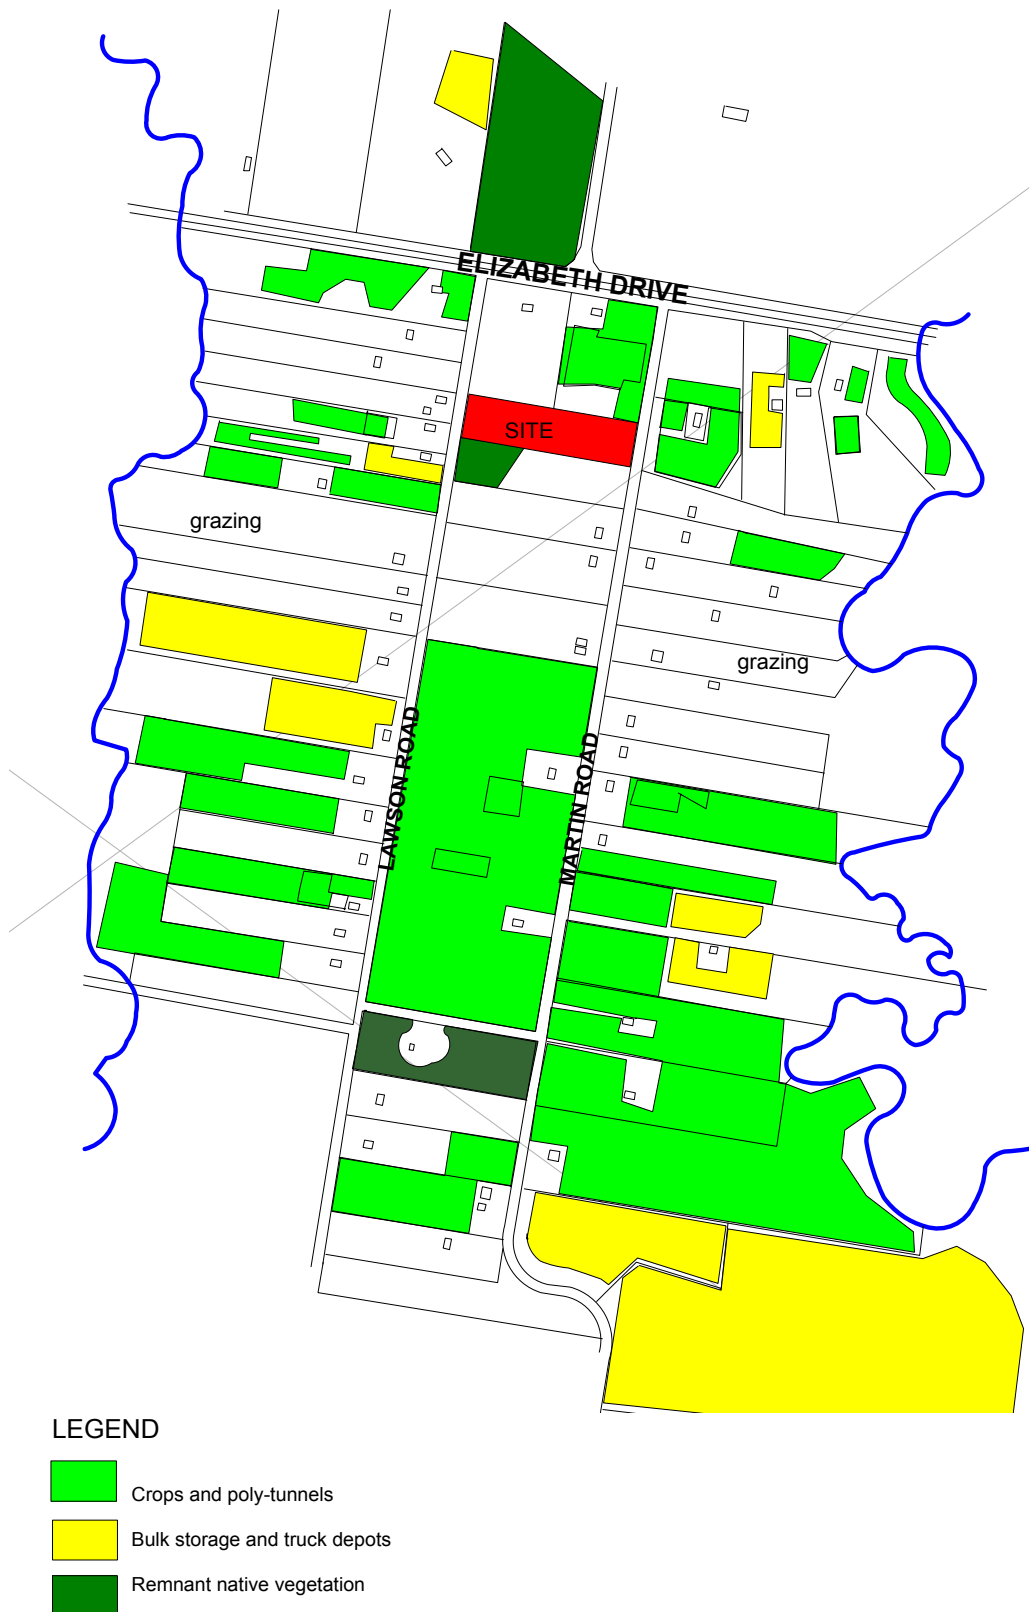 ELIZABETH DRIVE
SITE
grazing
grazing
LAWSON ROAD
MARTIN ROAD
LEGEND
Crops and poly-tunnels
Bulk storage and truck depots
Remnant native vegetation